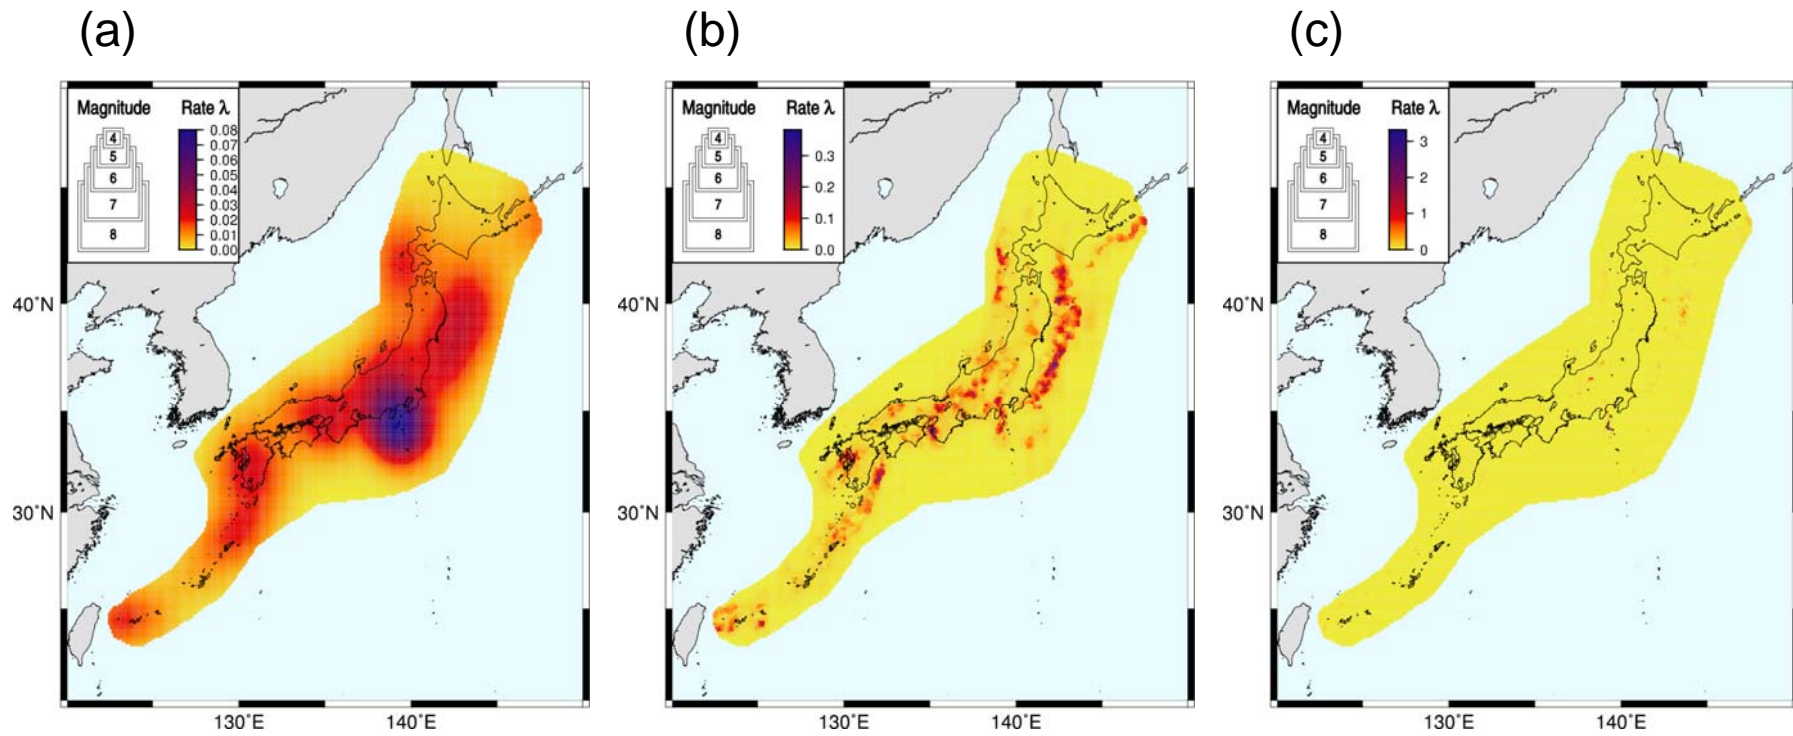 (a) (b) (c)
Magnitude Rate λ
4
5
6
7
8
0.08
0.07
0.06
0.05
0.04
0.03
0.02
0.01
0.00
40°N
30°N
130°E 140°E
Magnitude Rate λ
4
5
6
7
8
0.3
0.2
0.1
0.0
40°N
30°N
130°E 140°E
Magnitude Rate λ
4
5
6
7
8
3
2
1
0
40°N
30°N
130°E 140°E